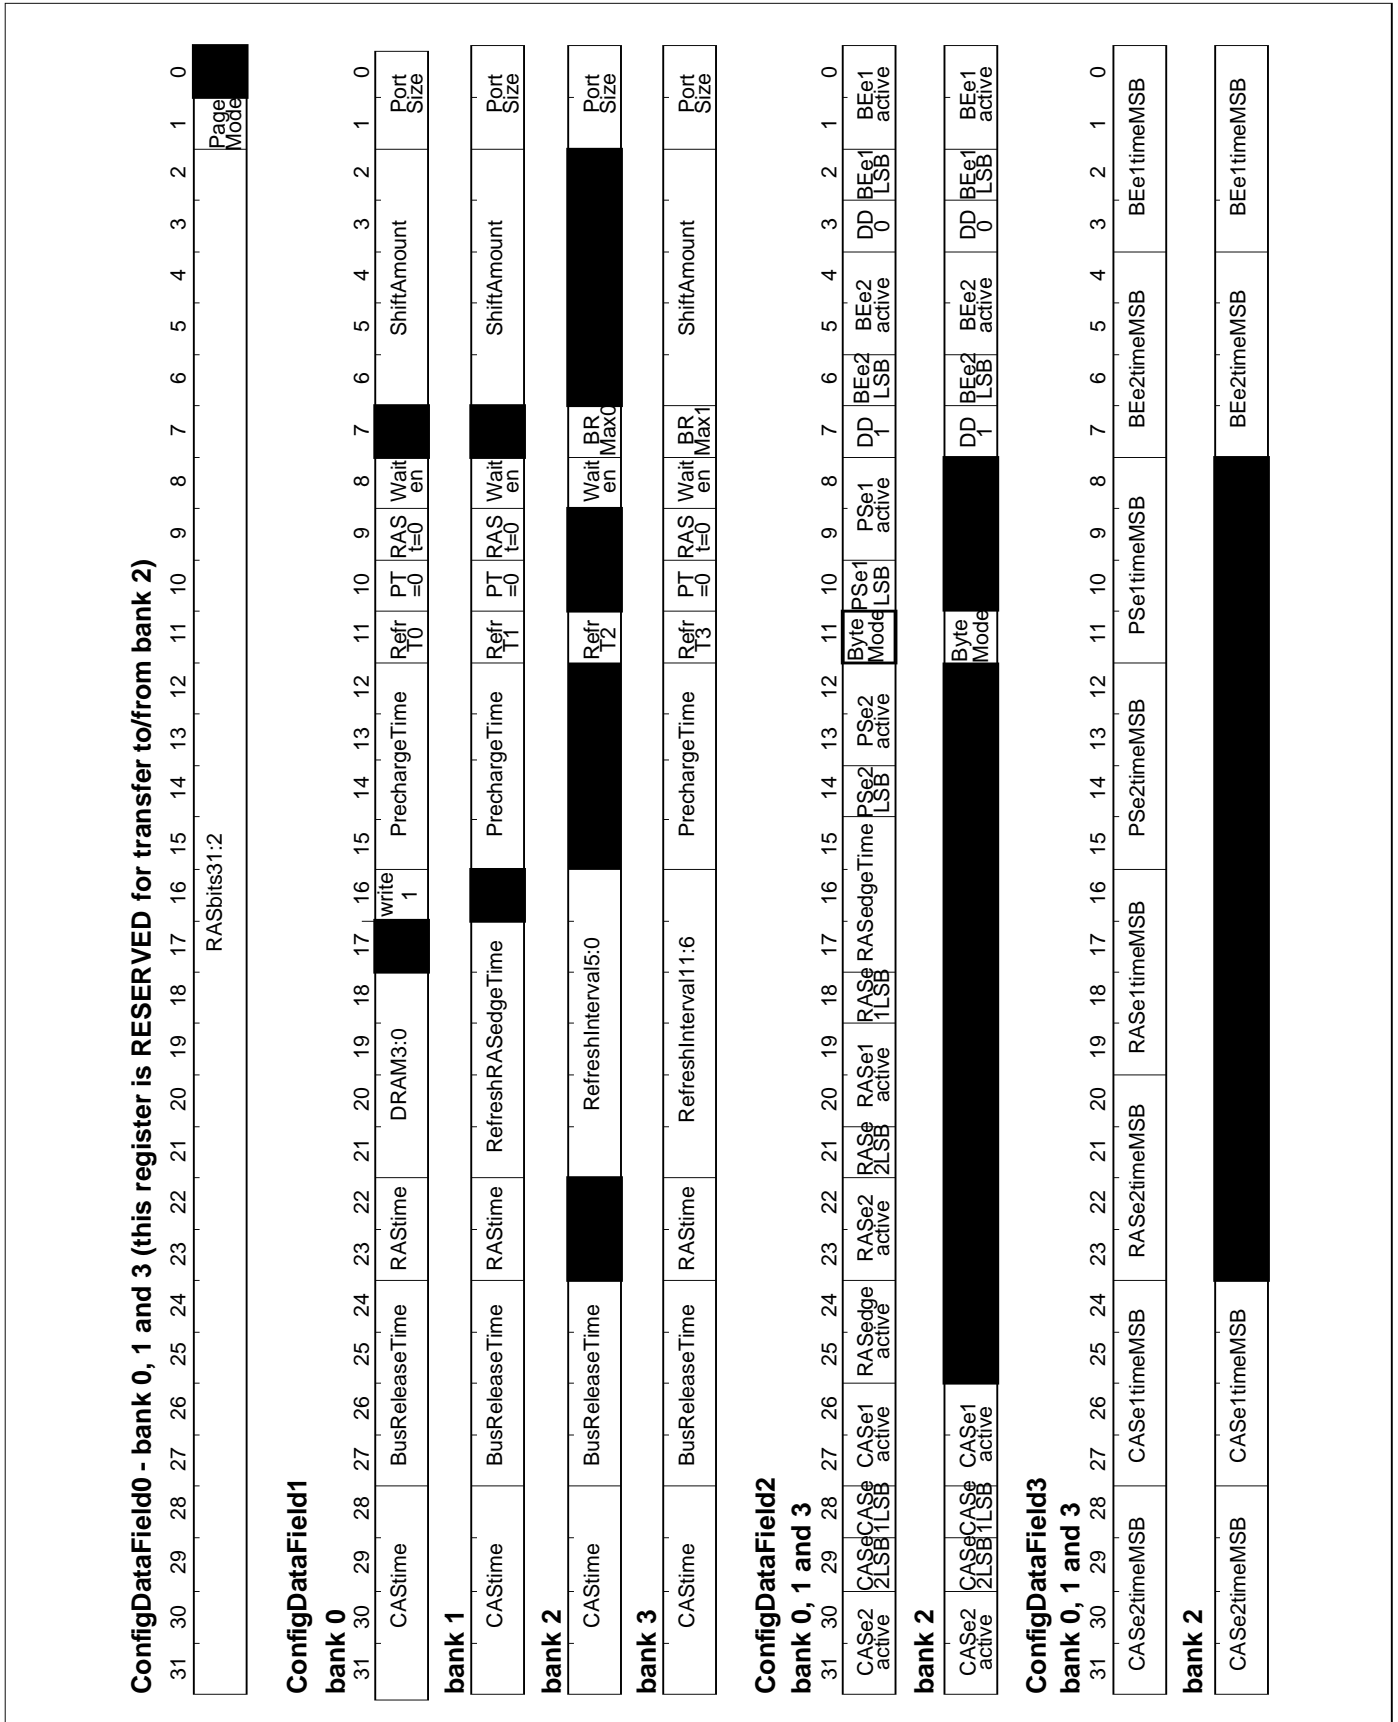 ConfigDataField0 - bank 0, 1 and 3 (this register is RESERVED for transfer to/from bank 2)
31 30 29 28 27 26 25 24 23 22 21 20 19 18 17 16 15 14 13 12 11 10 9 8 7 6 5 4 3 2 1 0
RASbits31:2 Page Mode
ConfigDataField1
bank 0
31 30 29 28 27 26 25 24 23 22 21 20 19 18 17 16 15 14 13 12 11 10 9 8 7 6 5 4 3 2 1 0
CAStime BusReleaseTime RAStime DRAM3:0 write 1 PrechargeTime Refr T0 PT =0 RAS t=0 Wait en ShiftAmount Port Size
bank 1
CAStime BusReleaseTime RAStime RefreshRASedgeTime PrechargeTime Refr T1 PT =0 RAS t=0 Wait en ShiftAmount Port Size
bank 2
CAStime BusReleaseTime RefreshInterval5:0 Refr T2 Wait en BR Max0 Port Size
bank 3
CAStime BusReleaseTime RAStime RefreshInterval11:6 PrechargeTime Refr T3 PT =0 RAS t=0 Wait en BR Max1 ShiftAmount Port Size
ConfigDataField2
bank 0, 1 and 3
31 30 29 28 27 26 25 24 23 22 21 20 19 18 17 16 15 14 13 12 11 10 9 8 7 6 5 4 3 2 1 0
CASe2 active CASe 2LSB CASe 1LSB CASe1 active RASedge active RASe2 active RASe 2LSB RASe1 active RASe 1LSB RASedgeTime PSe2 LSB PSe2 active Byte Mode PSe1 LSB PSe1 active DD 1 BEe2 LSB BEe2 active DD 0 BEe1 LSB BEe1 active
bank 2
CASe2 active CASe 2LSB CASe 1LSB CASe1 active Byte Mode DD 1 BEe2 LSB BEe2 active DD 0 BEe1 LSB BEe1 active
ConfigDataField3
bank 0, 1 and 3
31 30 29 28 27 26 25 24 23 22 21 20 19 18 17 16 15 14 13 12 11 10 9 8 7 6 5 4 3 2 1 0
CASe2timeMSB CASe1timeMSB RASe2timeMSB RASe1timeMSB PSe2timeMSB PSe1timeMSB BEe2timeMSB BEe1timeMSB
bank 2
CASe2timeMSB CASe1timeMSB BEe2timeMSB BEe1timeMSB